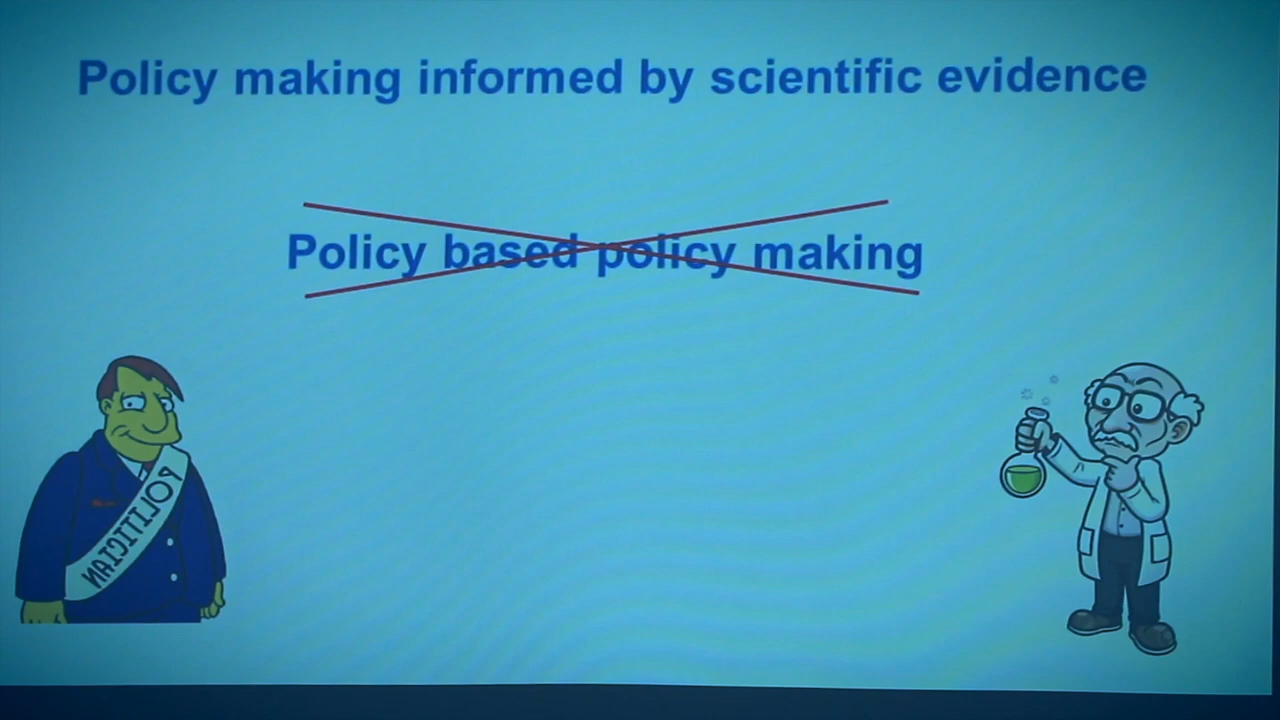 Policy making informed by scientific evidence
Policy based policy making
POLITICIAN